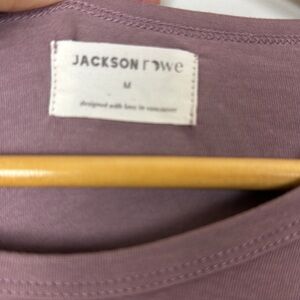 JACKSON rowe
M
designed with love in vancouver